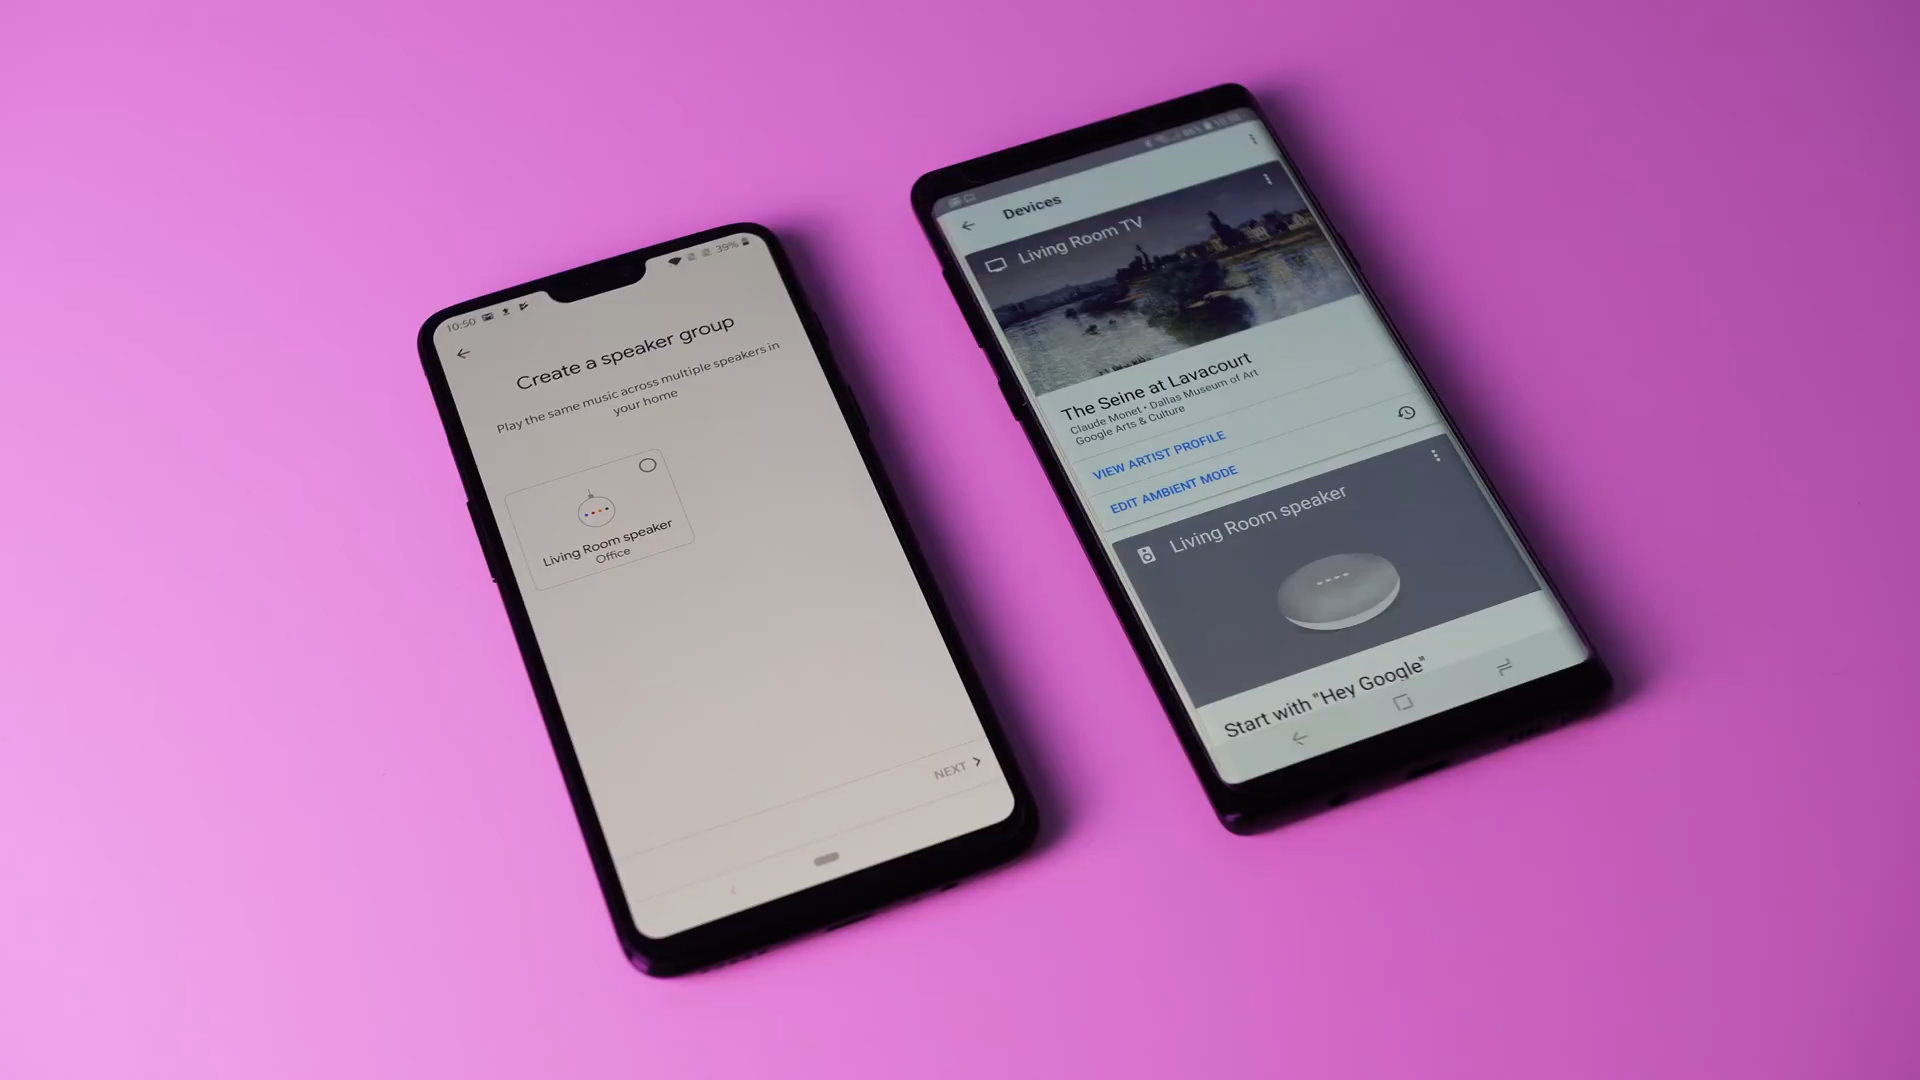 10:50
39%
Create a speaker group
Play the same music across multiple speakers in
your home
Living Room speaker
Office
NEXT
Devices
Living Room TV
The Seine at Lavacourt
Claude Monet • Dallas Museum of Art
Google Arts & Culture
VIEW ARTIST PROFILE
EDIT AMBIENT MODE
Living Room speaker
Start with "Hey Google"